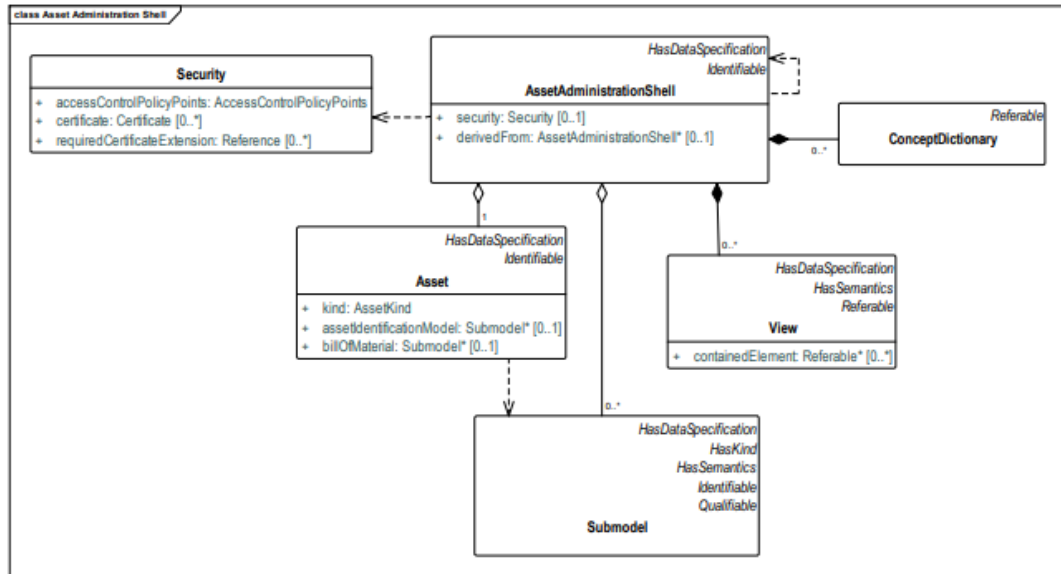 class Asset Administration Shell
Security
+ accessControlPolicyPoints: AccessControlPolicyPoints
+ certificate: Certificate [0..*]
+ requiredCertificateExtension: Reference [0..*]
HasDataSpecification
Identifiable
AssetAdministrationShell
+ security: Security [0..1]
+ derivedFrom: AssetAdministrationShell* [0..1]
Referable
ConceptDictionary
0..*
1
HasDataSpecification
Identifiable
Asset
+ kind: AssetKind
+ assetIdentificationModel: Submodel* [0..1]
+ billOfMaterial: Submodel* [0..1]
0..*
HasDataSpecification
HasSemantics
Referable
View
+ containedElement: Referable* [0..*]
0..*
HasDataSpecification
HasKind
HasSemantics
Identifiable
Qualifiable
Submodel